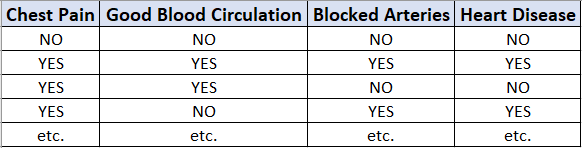 Chest Pain Good Blood Circulation Blocked Arteries Heart Disease
NO NO NO NO
YES YES YES YES
YES YES NO NO
YES NO YES YES
etc. etc. etc. etc.